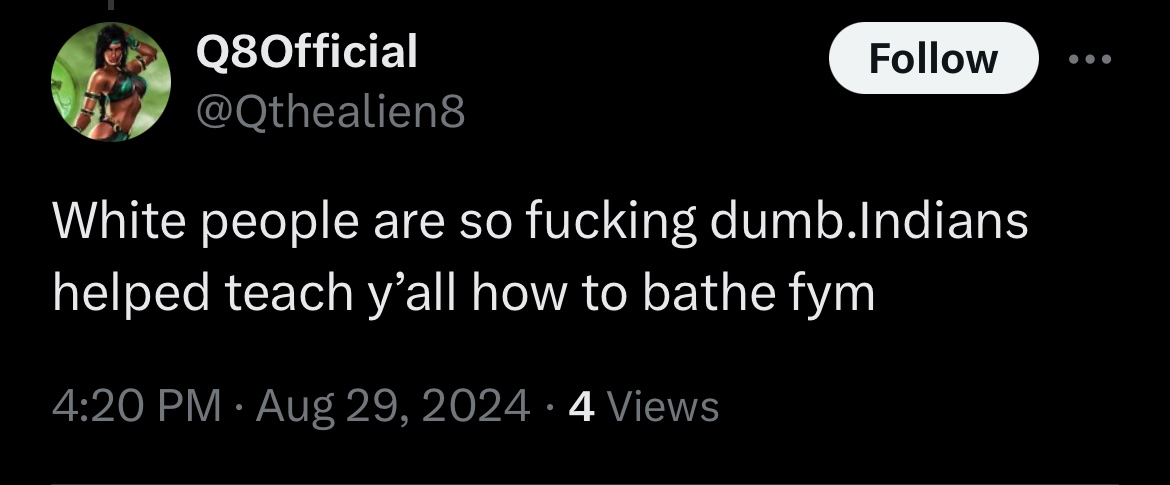 Q8Official
Follow
@Qthealien8
White people are so fucking dumb.Indians
helped teach y’all how to bathe fym
4:20 PM · Aug 29, 2024 · 4 Views